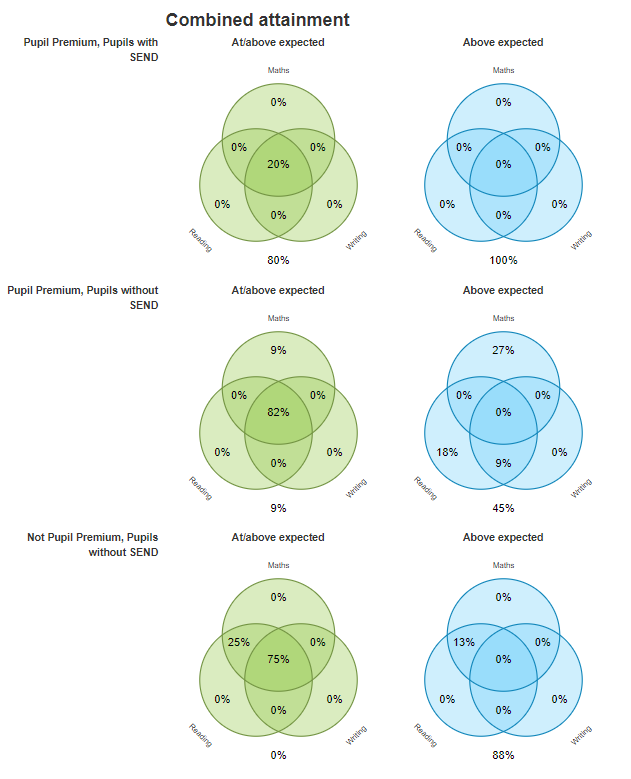 Combined attainment
Pupil Premium, Pupils with
SEND
At/above expected
Above expected
Maths
Maths
0%
0%
0%
0%
0%
0%
20%
0%
0%
0%
0%
0%
0%
0%
Reading
Writing
Reading
Writing
80%
100%
Pupil Premium, Pupils without
SEND
At/above expected
Above expected
Maths
Maths
9%
27%
0%
0%
0%
0%
82%
0%
0%
0%
18%
0%
0%
9%
Reading
Writing
Reading
Writing
9%
45%
Not Pupil Premium, Pupils
without SEND
At/above expected
Above expected
Maths
Maths
0%
0%
25%
0%
13%
0%
75%
0%
0%
0%
0%
0%
0%
0%
Reading
Writing
Reading
Writing
0%
88%